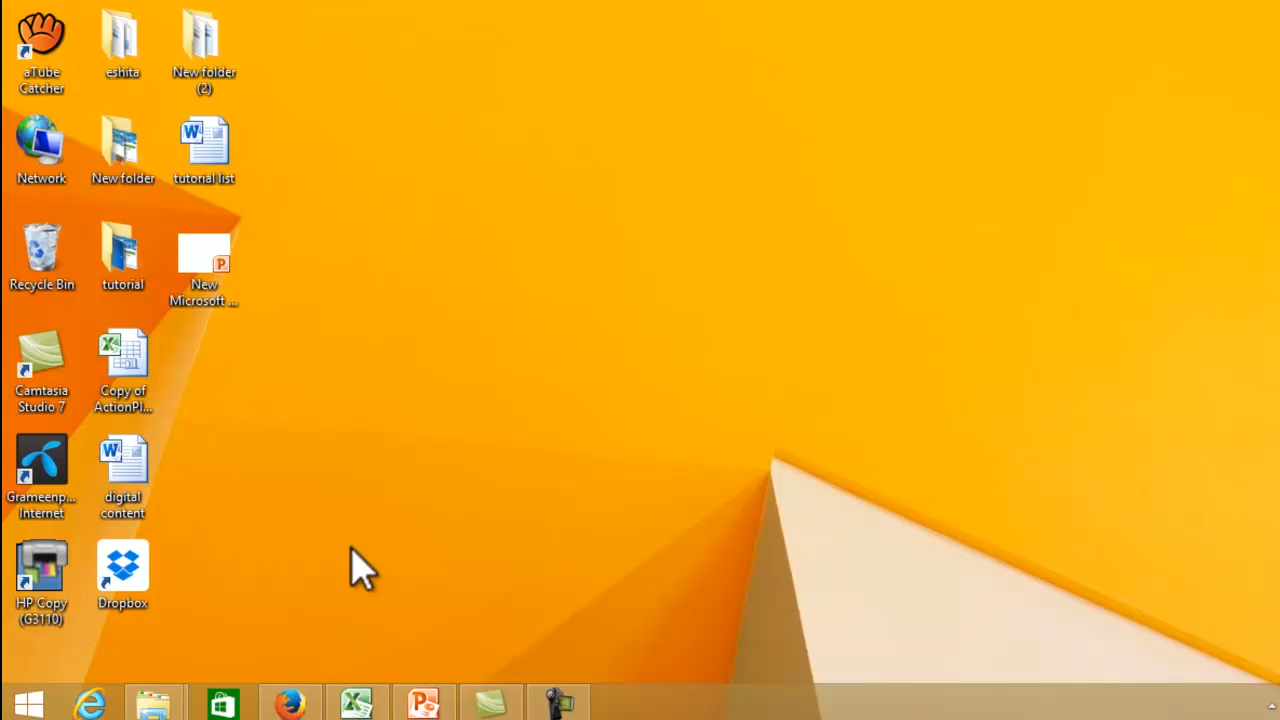 aTube
Catcher
eshita
New folder
(2)
Network
New folder
tutorial list
Recycle Bin
tutorial
New
Microsoft ...
Camtasia
Studio 7
Copy of
ActionPl...
Grameenp...
Internet
digital
content
HP Copy
(G3110)
Dropbox